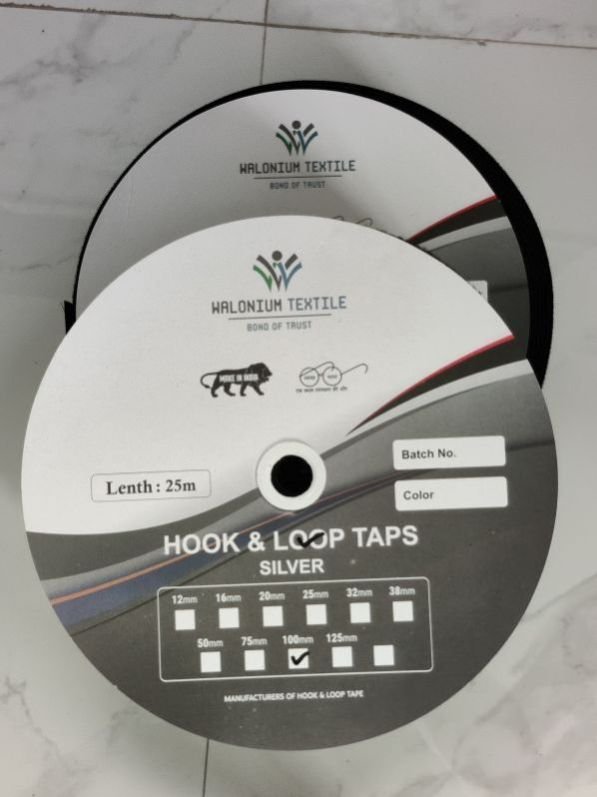 WALONIUM TEXTILE
BOND OF TRUST
WALONIUM TEXTILE
BOND OF TRUST
MAKE IN INDIA
Lenth : 25m
Batch No.
Color
HOOK & LOOP TAPS
SILVER
12mm 16mm 20mm 25mm 32mm 38mm
50mm 75mm 100mm 125mm
MANUFACTURERS OF HOOK & LOOP TAPE